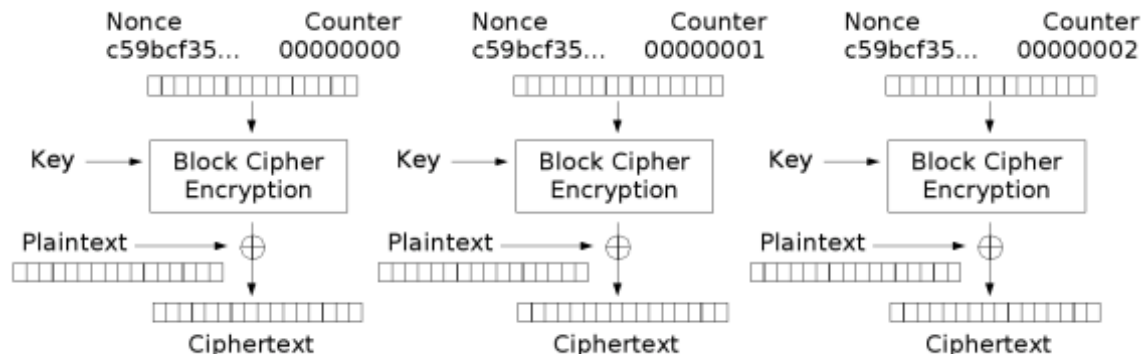 Nonce Counter Nonce Counter Nonce Counter
c59bcf35... 00000000 c59bcf35... 00000001 c59bcf35... 00000002
Key Block Cipher Encryption Key Block Cipher Encryption Key Block Cipher Encryption
Plaintext Plaintext Plaintext
Ciphertext Ciphertext Ciphertext